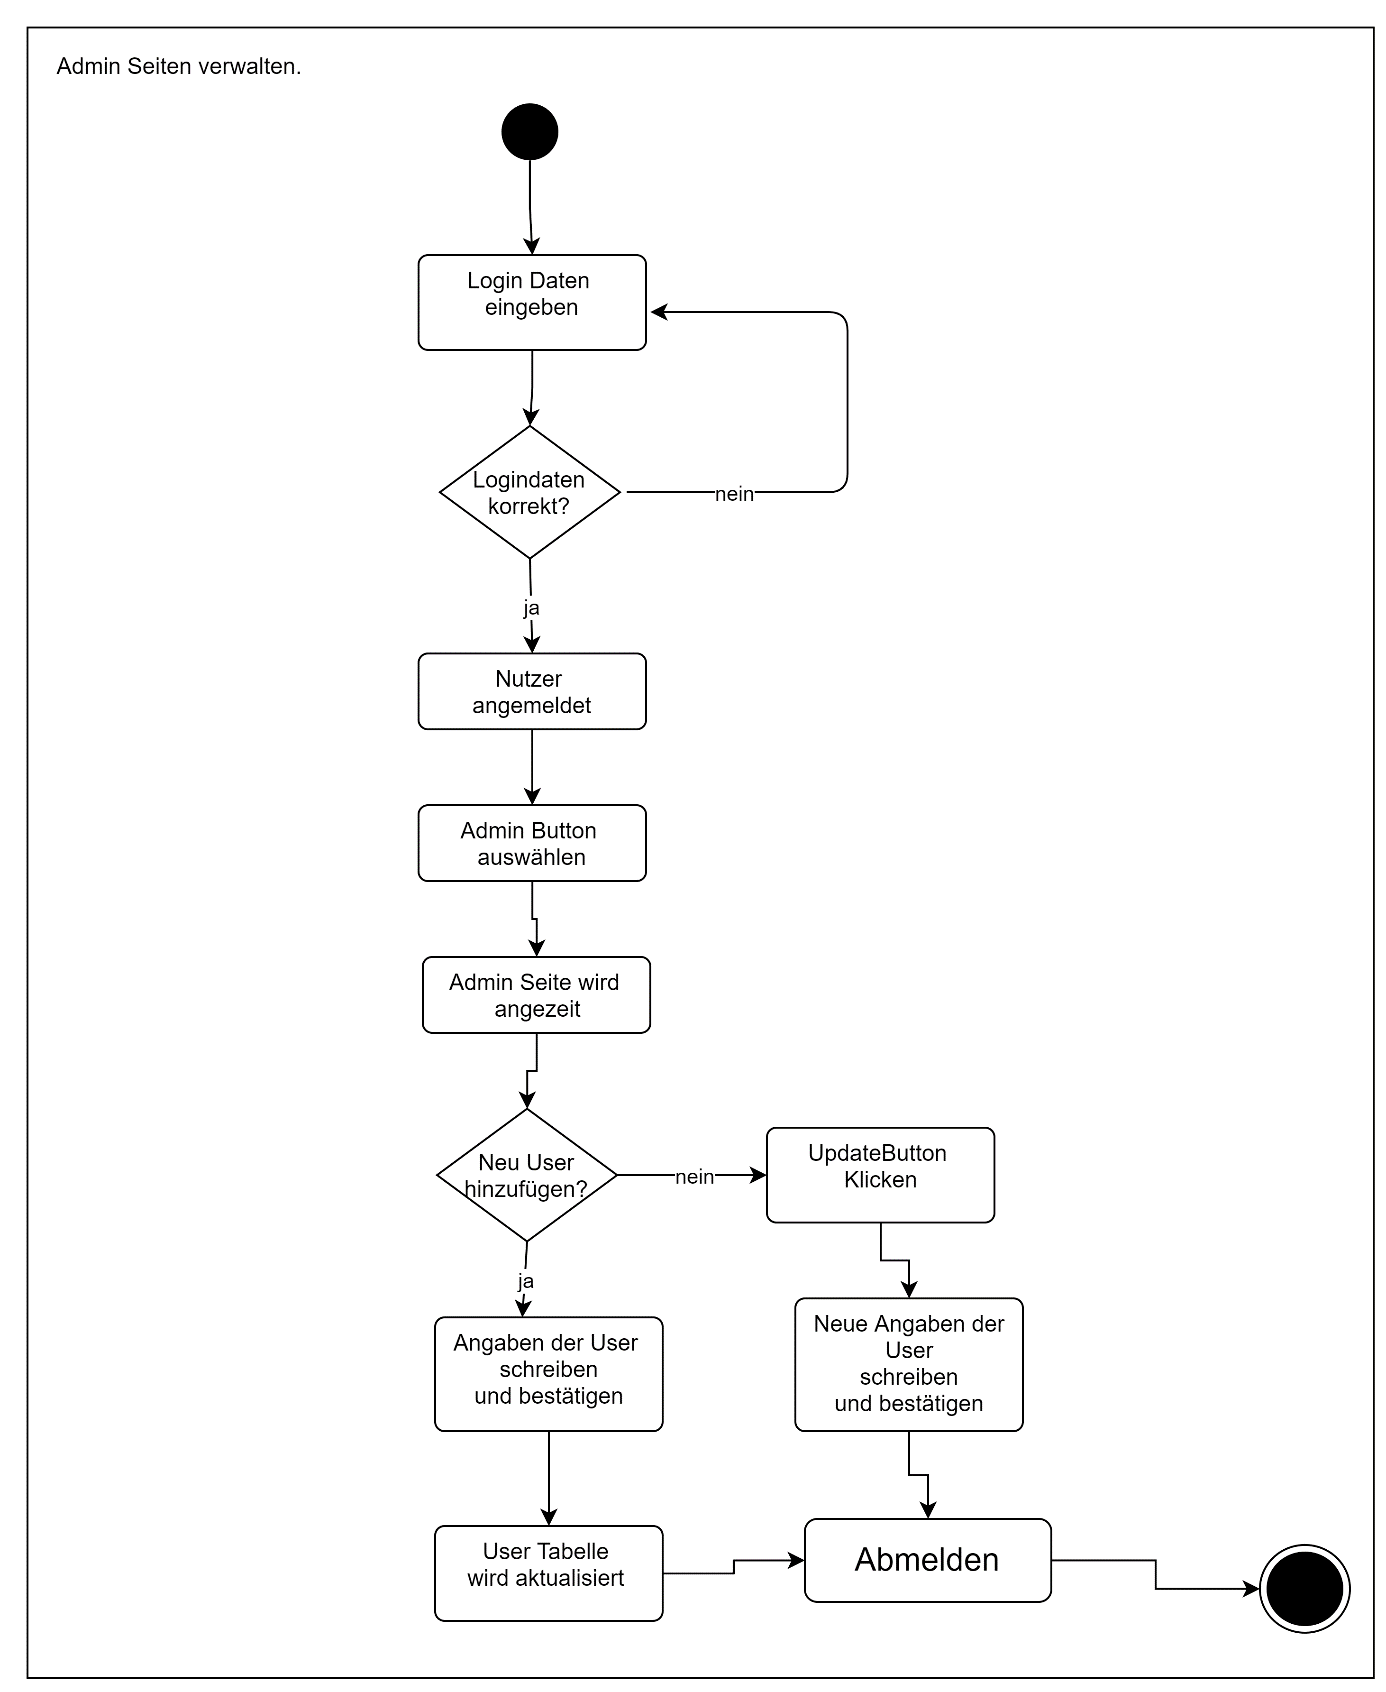 Admin Seiten verwalten.
Login Daten
eingeben
Logindaten
korrekt?
nein
ja
Nutzer
angemeldet
Admin Button
auswählen
Admin Seite wird
angezeit
Neu User
hinzufügen?
nein
UpdateButton
Klicken
ja
Angaben der User
schreiben
und bestätigen
Neue Angaben der
User
schreiben
und bestätigen
User Tabelle
wird aktualisiert
Abmelden